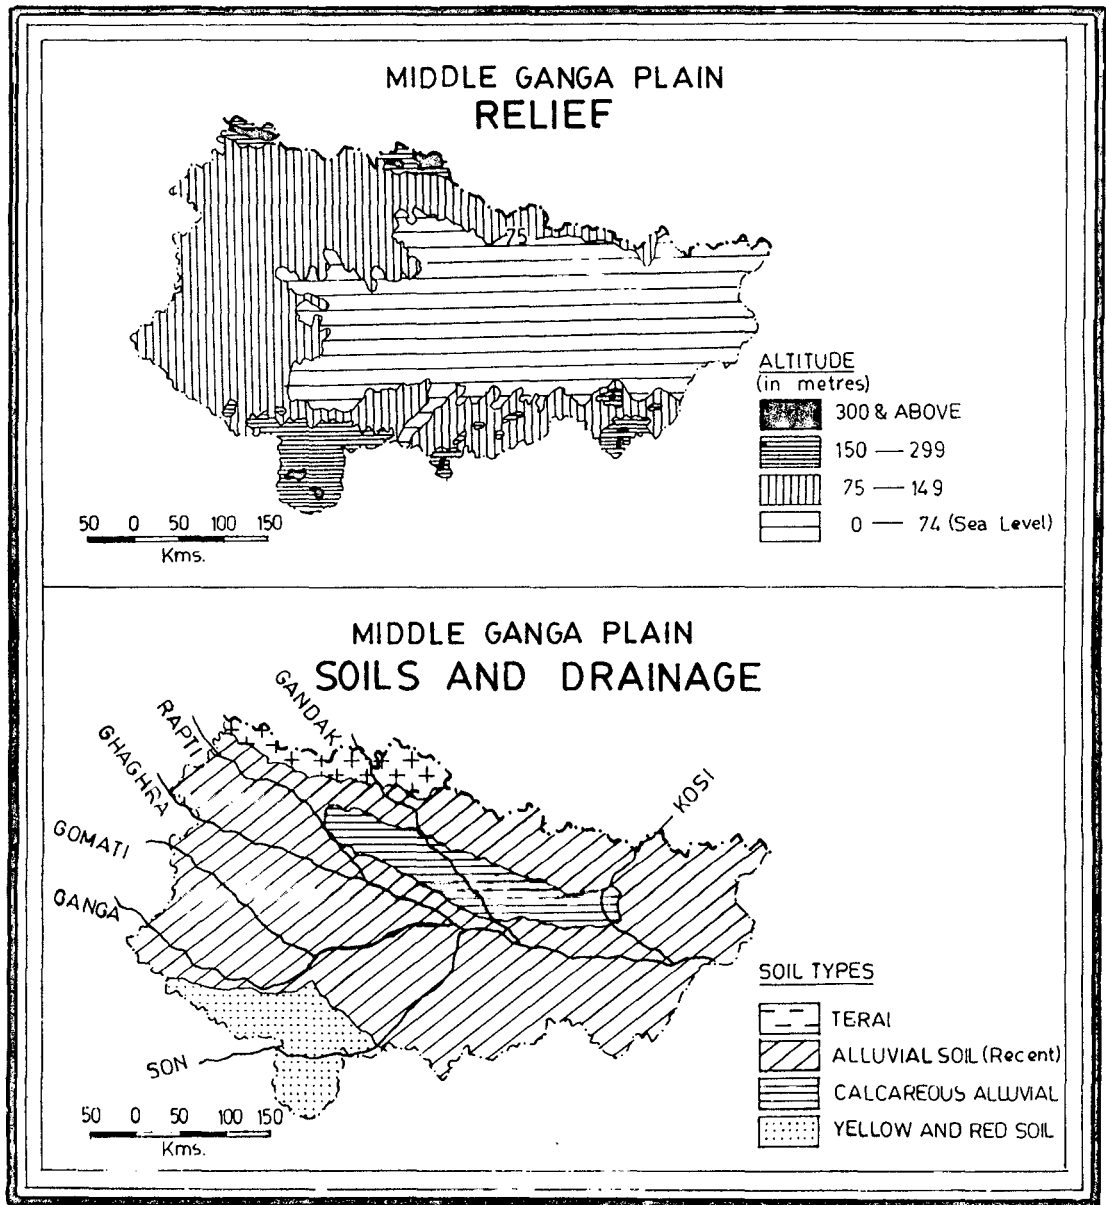 MIDDLE GANGA PLAIN
RELIEF
75
ALTITUDE
(in metres)
300 & ABOVE
150 — 299
75 — 149
0 — 74 (Sea Level)
50 0 50 100 150
Kms.
MIDDLE GANGA PLAIN
SOILS AND DRAINAGE
GANDAK
RAPTI
GHAGHRA
KOSI
GOMATI
GANGA
SON
SOIL TYPES
TERAI
ALLUVIAL SOIL (Recent)
CALCAREOUS ALLUVIAL
YELLOW AND RED SOIL
50 0 50 100 150
Kms.